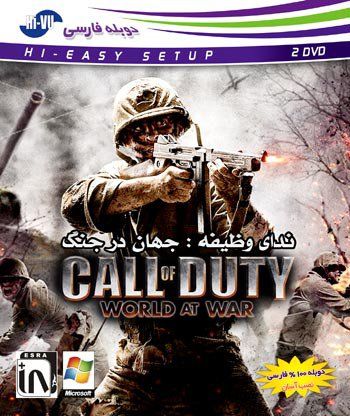 Hi-VU
دوبله فارسی
HI-EASY SETUP
2 DVD
ندای وظیفه : جهان در جنگ
CALL OF DUTY
WORLD AT WAR
ESRA
Microsoft
دوبله ۱۰۰ % فارسی
نصب آسان